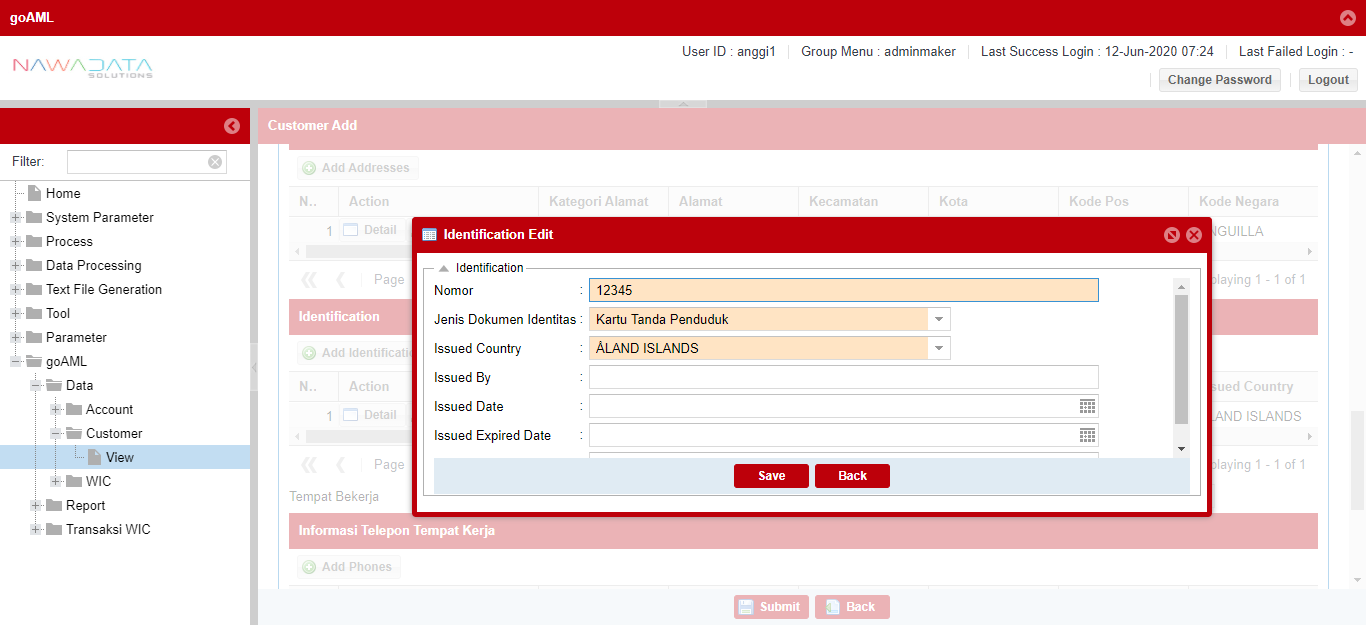 goAML
NAWADATA
SOLUTIONS
User ID : anggi1
Group Menu : adminmaker
Last Success Login : 12-Jun-2020 07:24
Last Failed Login : -
Change Password
Logout
Customer Add
Filter:
Home
System Parameter
Process
Data Processing
Text File Generation
Tool
Parameter
goAML
Data
Account
Customer
View
WIC
Report
Transaksi WIC
Add Addresses
N.. Action Kategori Alamat Alamat Kecamatan Kota Kode Pos Kode Negara
1 Detail NGUILLA
Page playing 1 - 1 of 1
Identification
Add Identificatio
N.. Action sued Country
1 Detail AND ISLANDS
Page playing 1 - 1 of 1
Tempat Bekerja
Informasi Telepon Tempat Kerja
Add Phones
Submit
Back
Identification Edit
Identification
Nomor : 12345
Jenis Dokumen Identitas : Kartu Tanda Penduduk
Issued Country : ÅLAND ISLANDS
Issued By :
Issued Date :
Issued Expired Date :
Save
Back